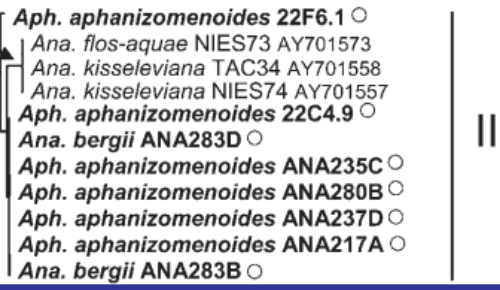 Aph. aphanizomenoides 22F6.1
Ana. flos-aquae NIES73 AY701573
Ana. kisseleviana TAC34 AY701558
Ana. kisseleviana NIES74 AY701557
Aph. aphanizomenoides 22C4.9
Ana. bergii ANA283D
II
Aph. aphanizomenoides ANA235C
Aph. aphanizomenoides ANA280B
Aph. aphanizomenoides ANA237D
Aph. aphanizomenoides ANA217A
Ana. bergii ANA283B